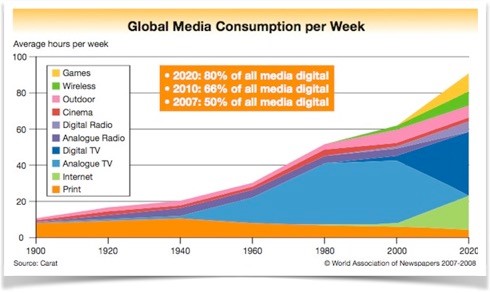 Global Media Consumption per Week
Average hours per week
100
80
60
40
20
0
Games
Wireless
Outdoor
Cinema
Digital Radio
Analogue Radio
Digital TV
Analogue TV
Internet
Print
• 2020: 80% of all media digital
• 2010: 66% of all media digital
• 2007: 50% of all media digital
1900 1920 1940 1960 1980 2000 2020
Source: Carat
© World Association of Newspapers 2007-2008